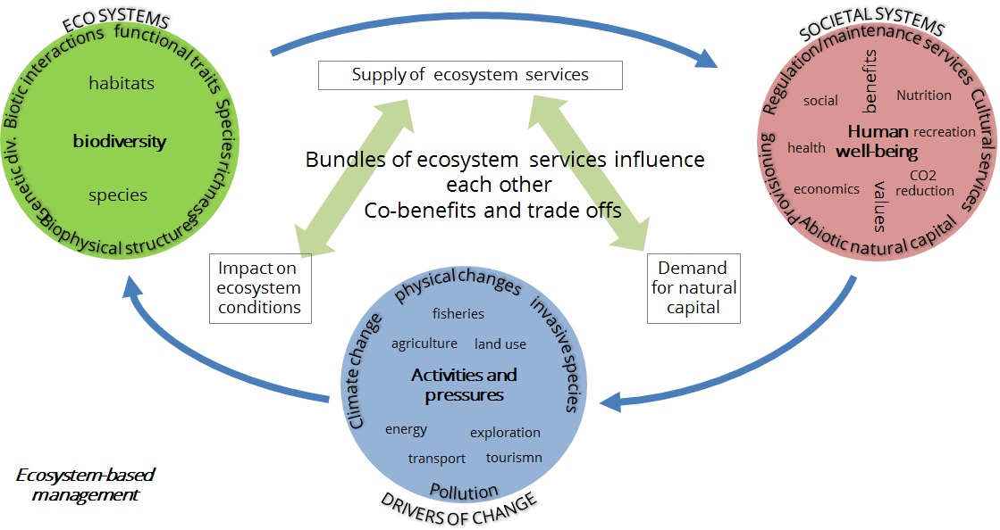 ECO SYSTEMS
Genetic div.
Biotic interactions
functional traits
Species richness
Biophysical structures
habitats
biodiversity
species
Supply of ecosystem services
SOCIETAL SYSTEMS
Provisioning
Regulation/maintenance services
Cultural services
Abiotic natural capital
benefits
social
Nutrition
Human
well-being
recreation
health
CO2
reduction
economics
values
Bundles of ecosystem services influence
each other
Co-benefits and trade offs
Impact on
ecosystem
conditions
Demand
for natural
capital
Climate change
physical changes
invasive species
fisheries
agriculture
land use
Activities and
pressures
energy
exploration
transport
tourismn
Pollution
DRIVERS OF CHANGE
Ecosystem-based
management